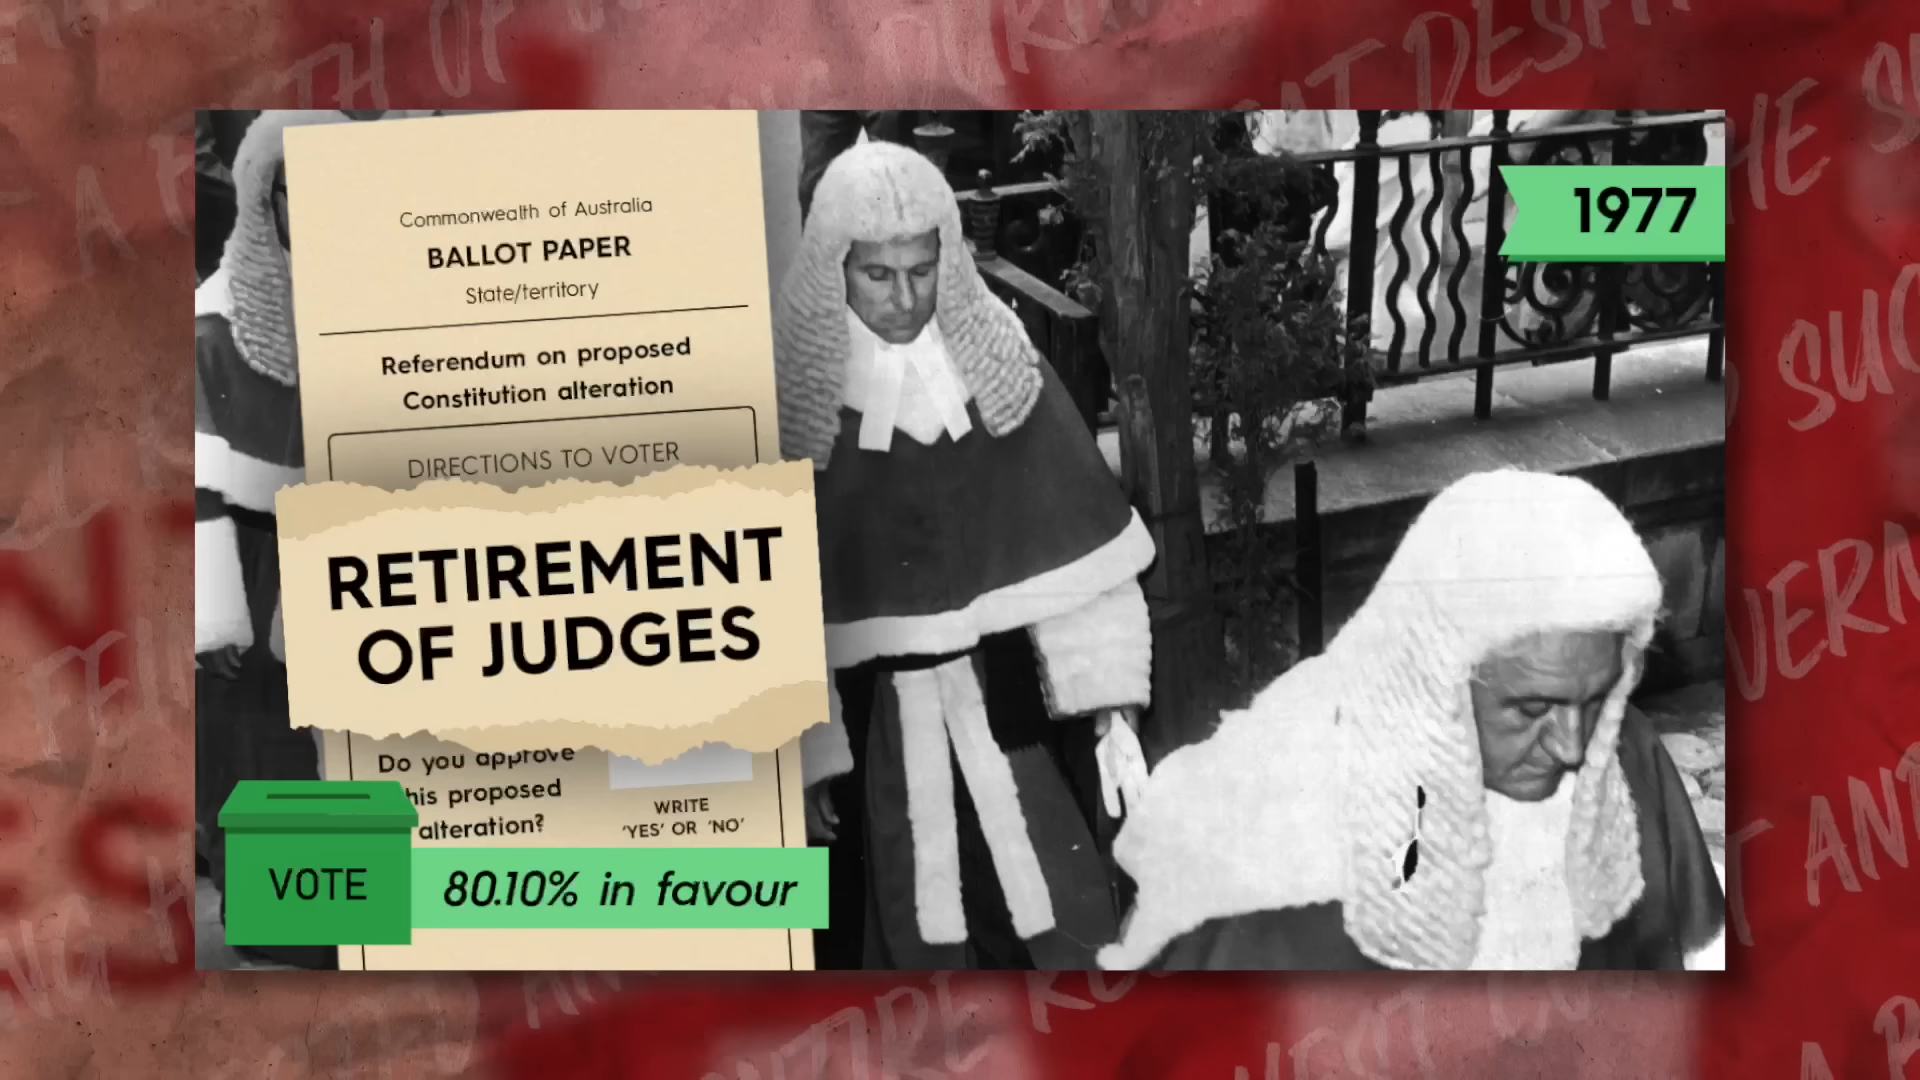 Commonwealth of Australia
BALLOT PAPER
State/territory
Referendum on proposed
Constitution alteration
DIRECTIONS TO VOTER
RETIREMENT
OF JUDGES
Do you approve
his proposed
alteration?
WRITE
'YES' OR 'NO'
VOTE
80.10% in favour
1977